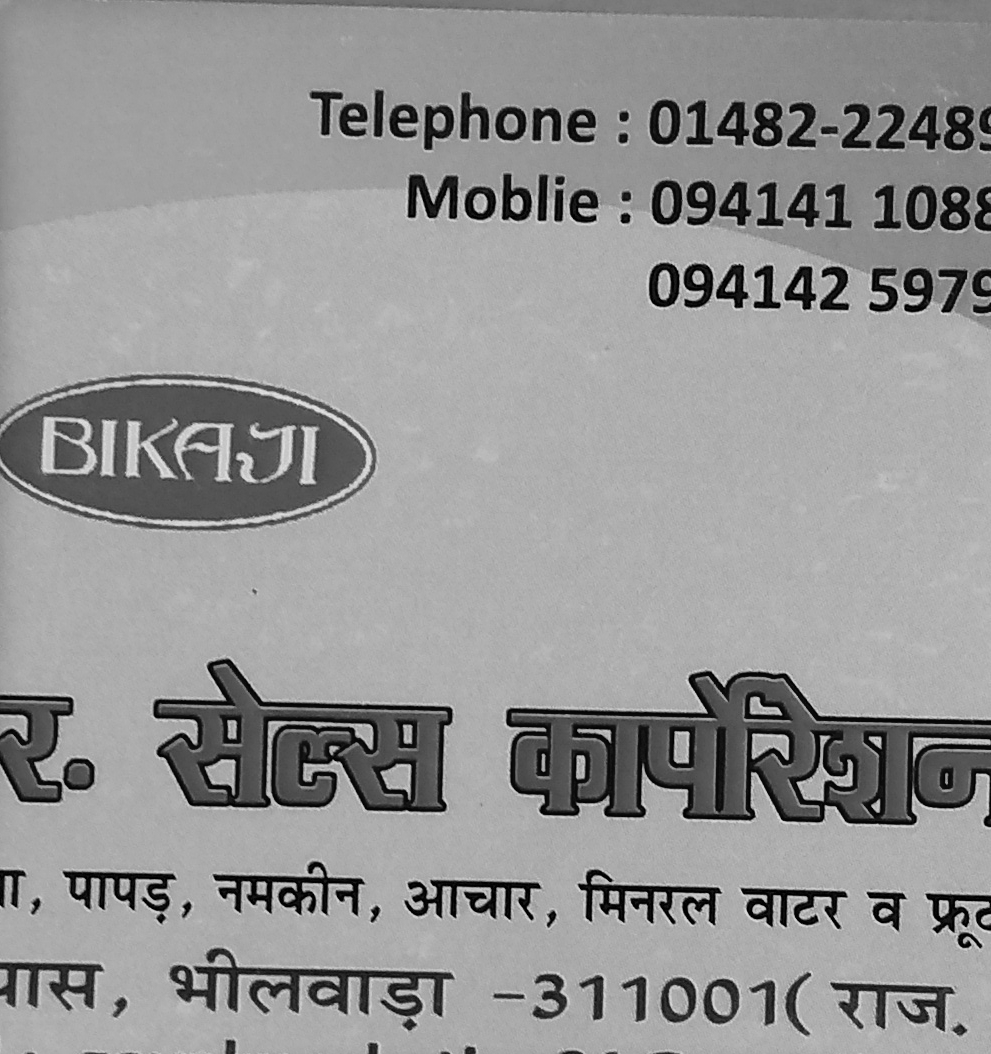 Telephone : 01482-22489
Moblie : 094141 1088
094142 5979
BIKAJI
र. सेल्स कार्पोरेशन
पापड़, नमकीन, आचार, मिनरल वाटर व
भीलवाड़ा -311001( राज.